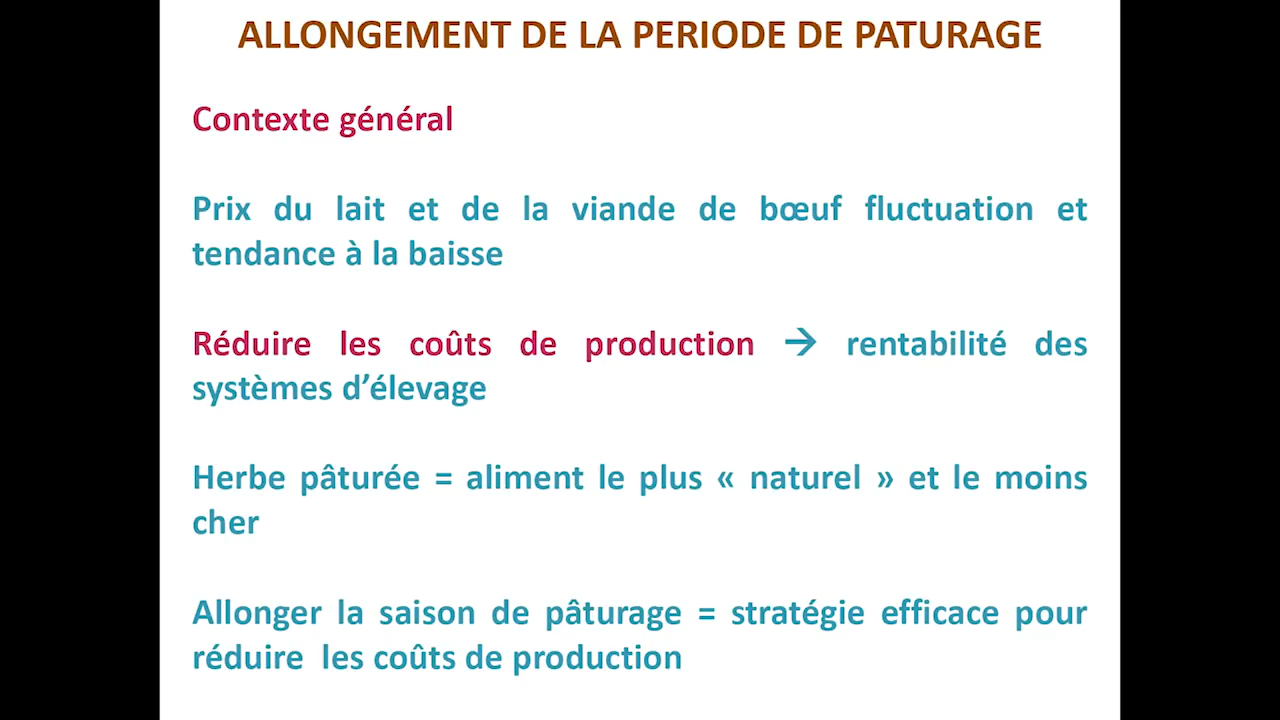 ALLONGEMENT DE LA PERIODE DE PATURAGE
Contexte général
Prix du lait et de la viande de bœuf fluctuation et
tendance à la baisse
Réduire les coûts de production → rentabilité des
systèmes d’élevage
Herbe pâturée = aliment le plus « naturel » et le moins
cher
Allonger la saison de pâturage = stratégie efficace pour
réduire les coûts de production